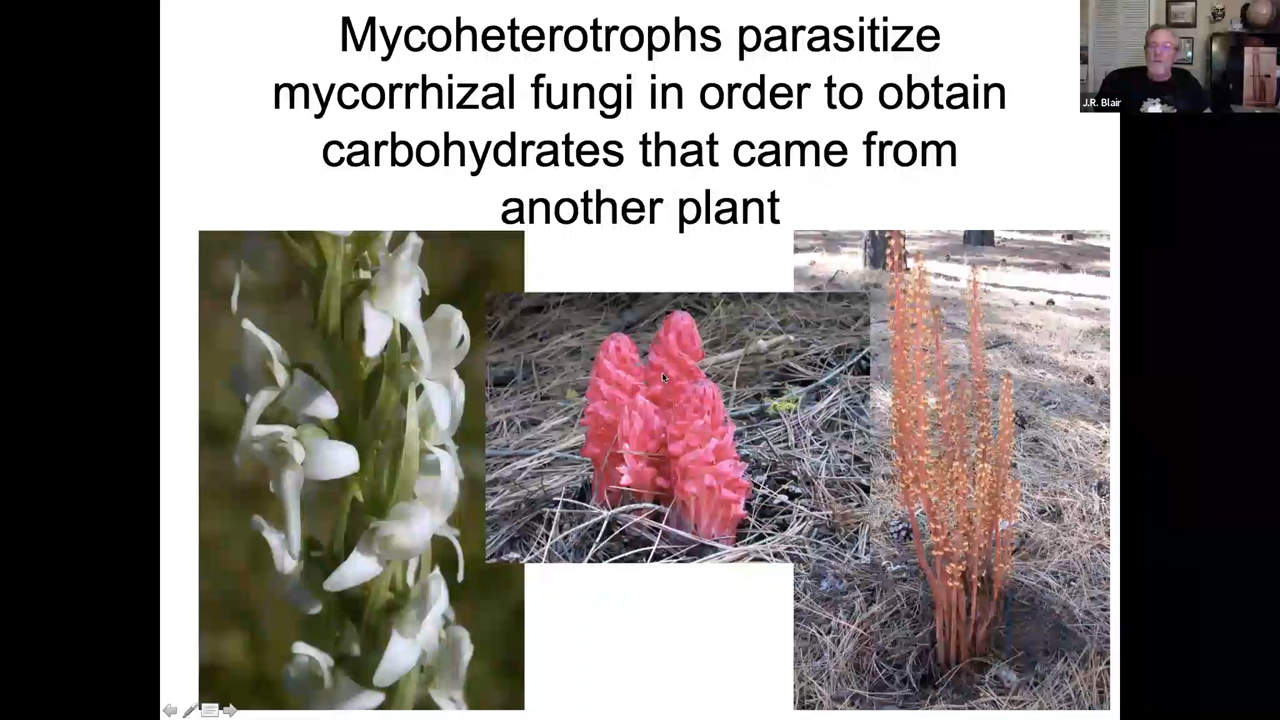 Mycoheterotrophs parasitize
mycorrhizal fungi in order to obtain
carbohydrates that came from
another plant
J.R. Blair